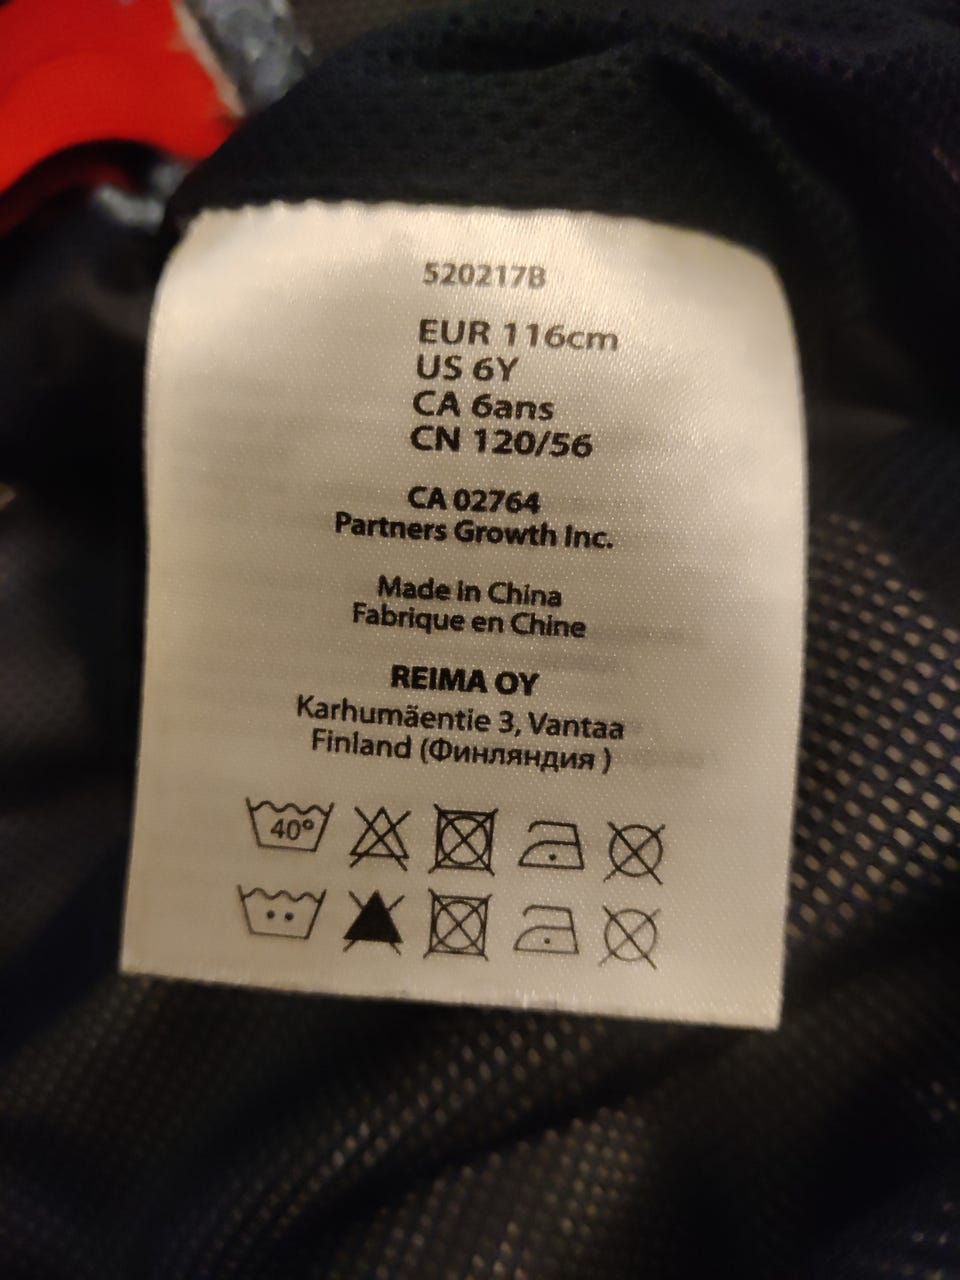 520217B
EUR 116cm
US 6Y
CA 6ans
CN 120/56
CA 02764
Partners Growth Inc.
Made in China
Fabrique en Chine
REIMA OY
Karhumäentie 3, Vantaa
Finland (Финляндия )
40°